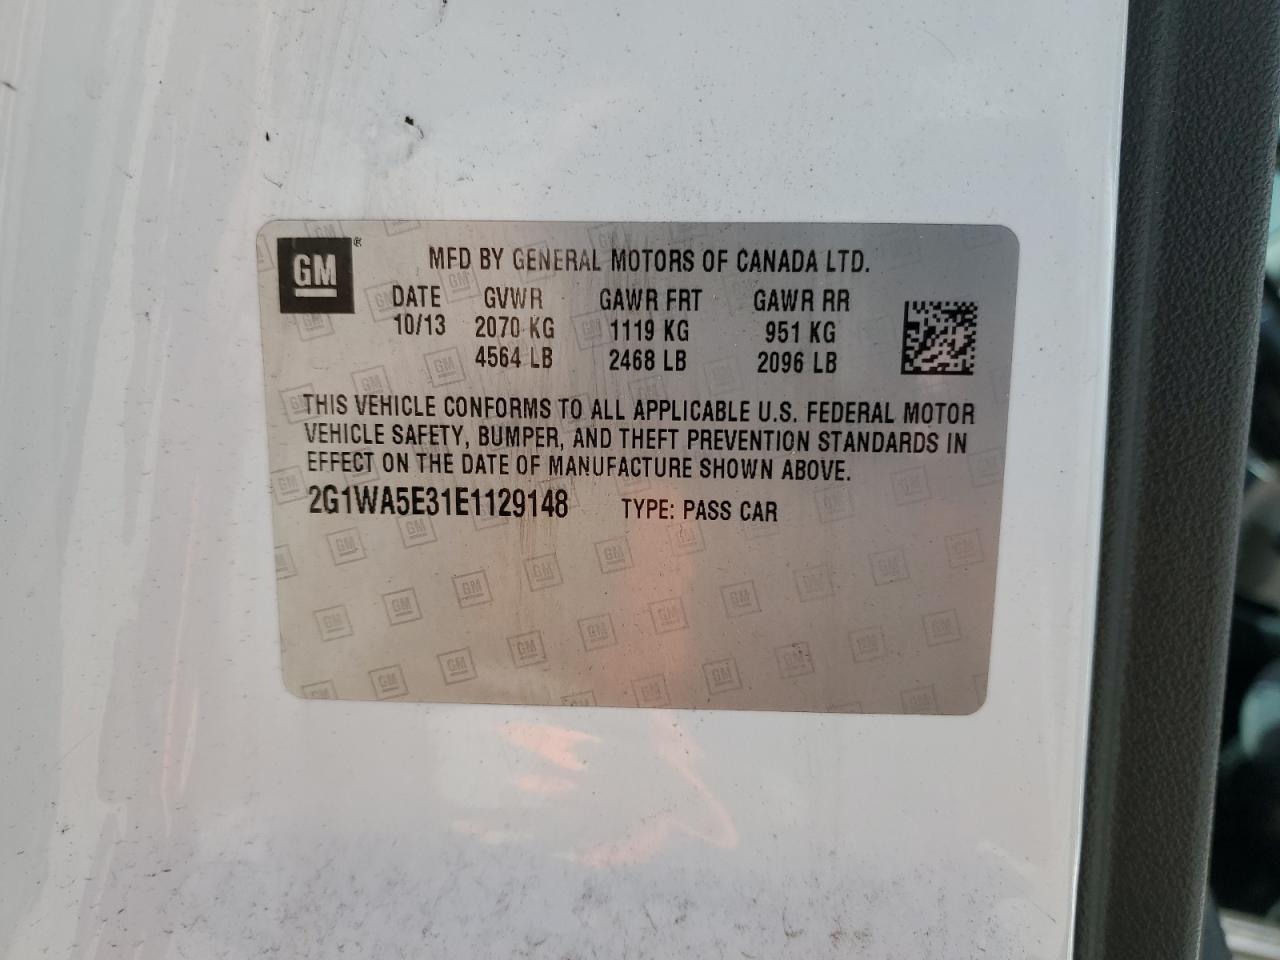 GM ®
MFD BY GENERAL MOTORS OF CANADA LTD.
DATE GVWR GAWR FRT GAWR RR
10/13 2070 KG 1119 KG 951 KG
4564 LB 2468 LB 2096 LB
THIS VEHICLE CONFORMS TO ALL APPLICABLE U.S. FEDERAL MOTOR
VEHICLE SAFETY, BUMPER, AND THEFT PREVENTION STANDARDS IN
EFFECT ON THE DATE OF MANUFACTURE SHOWN ABOVE.
2G1WA5E31E1129148 TYPE: PASS CAR